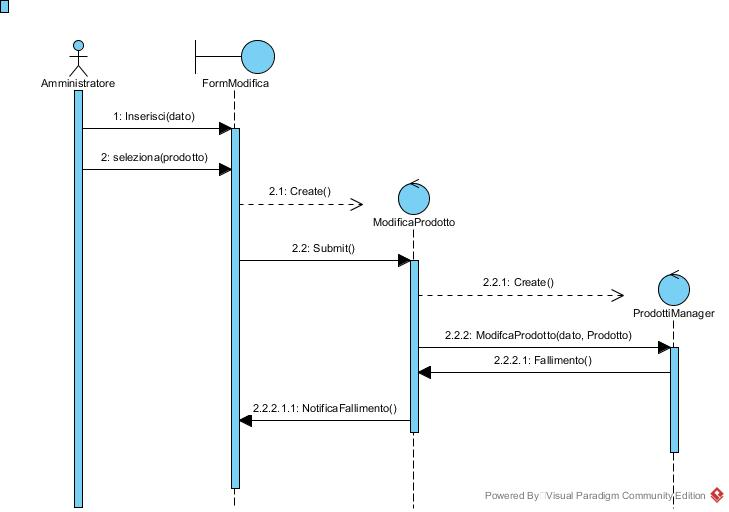 Amministratore
FormModifica
1: Inserisci(dato)
2: seleziona(prodotto)
2.1: Create()
ModificaProdotto
2.2: Submit()
2.2.1: Create()
ProdottiManager
2.2.2: ModifcaProdotto(dato, Prodotto)
2.2.2.1: Fallimento()
2.2.2.1.1: NotificaFallimento()
Powered By Visual Paradigm Community Edition